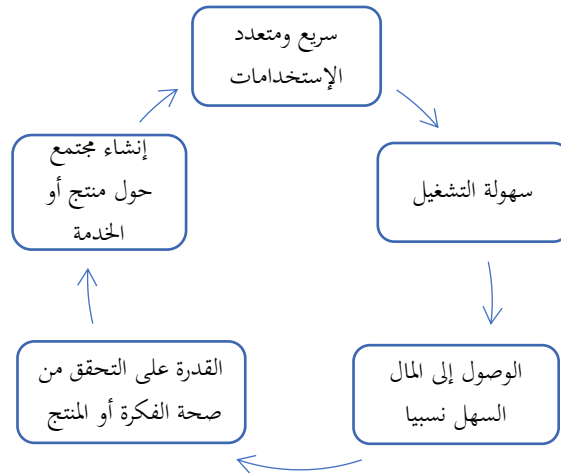 سريع ومتعدد
الإستخدامات
سهولة التشغيل
الوصول إلى المال
السهل نسبيا
القدرة على التحقق من
صحة الفكرة أو المنتج
إنشاء مجتمع
حول منتج أو
الخدمة